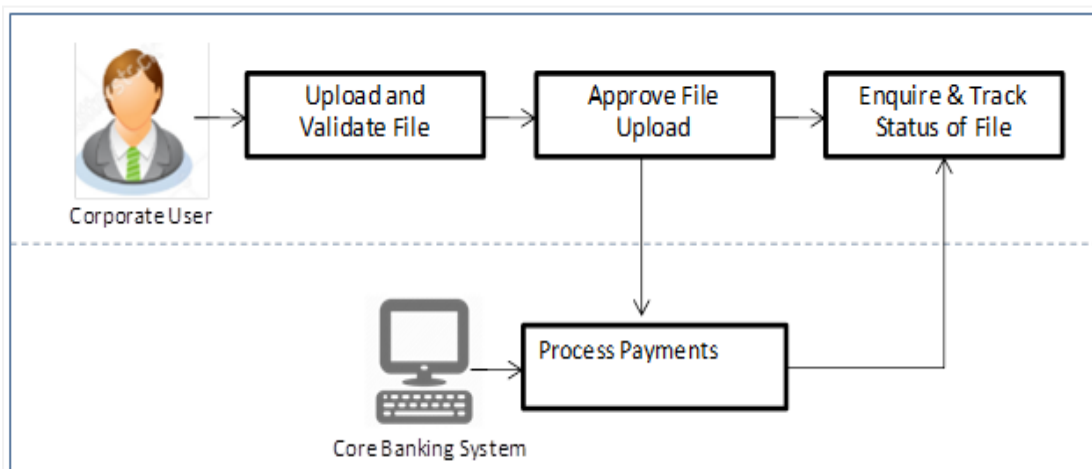 Upload and
Validate File
Approve File
Upload
Enquire & Track
Status of File
Corporate User
Process Payments
Core Banking System